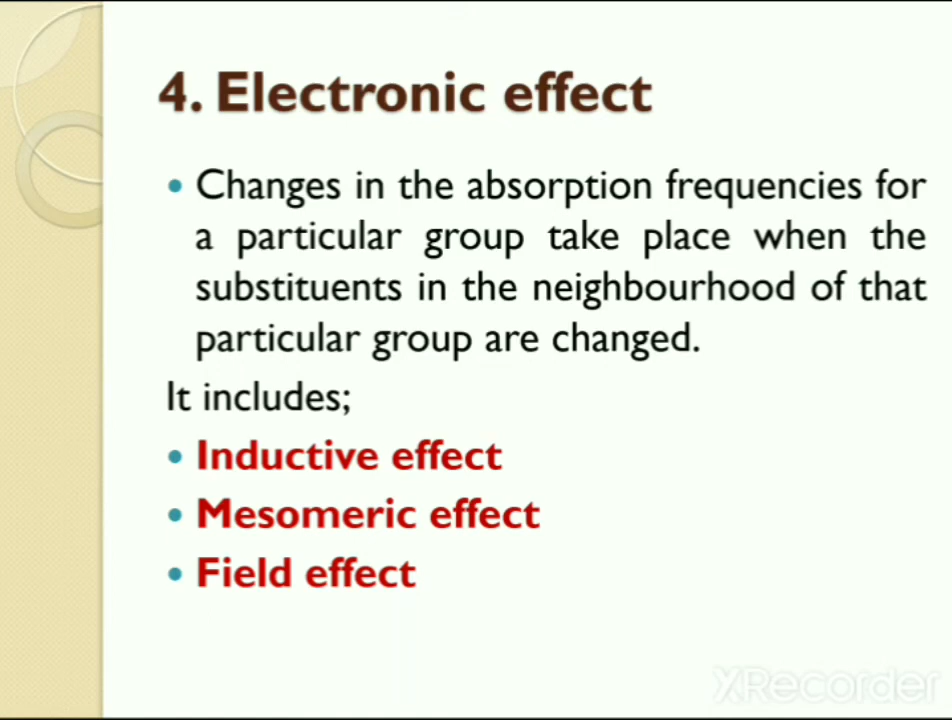 4. Electronic effect
• Changes in the absorption frequencies for
a particular group take place when the
substituents in the neighbourhood of that
particular group are changed.
It includes;
• Inductive effect
• Mesomeric effect
• Field effect
XRecorder